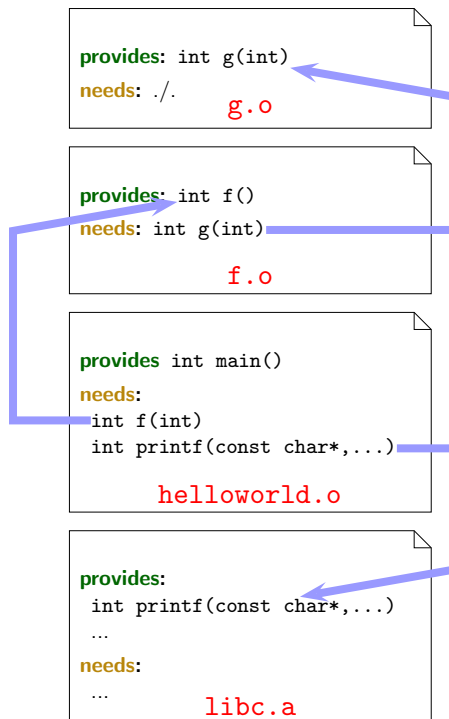 provides: int g(int)
needs: ./.
g.o
provides: int f()
needs: int g(int)
f.o
provides int main()
needs:
int f(int)
int printf(const char*,...)
helloworld.o
provides:
int printf(const char*,...)
...
needs:
...
libc.a